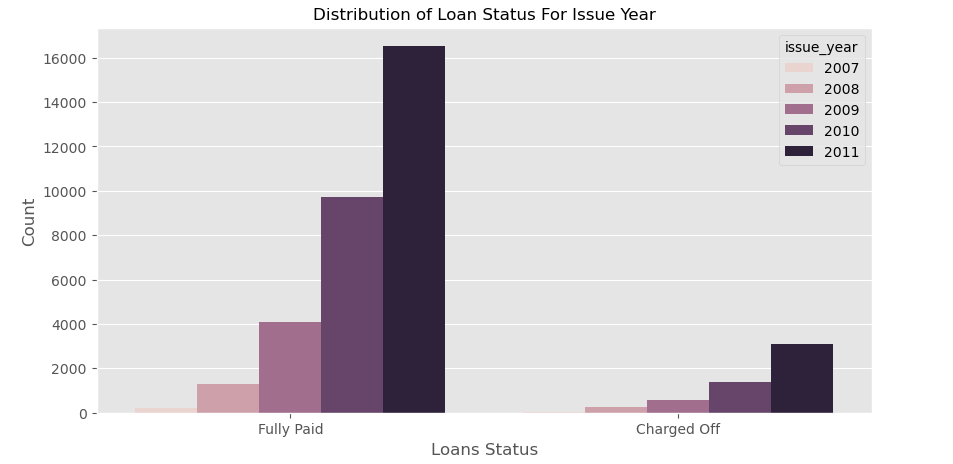 Distribution of Loan Status For Issue Year
16000
14000
12000
10000
8000
6000
4000
2000
0
Count
issue_year
2007
2008
2009
2010
2011
Fully Paid
Charged Off
Loans Status